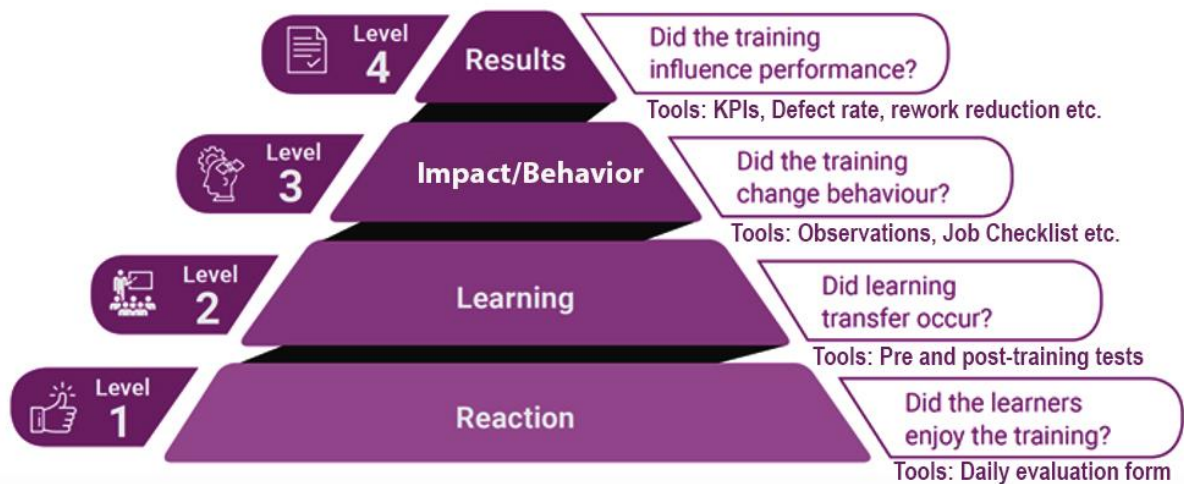 Level
4
Results
Did the training
influence performance?
Tools: KPIs, Defect rate, rework reduction etc.
Level
3
Impact/Behavior
Did the training
change behaviour?
Tools: Observations, Job Checklist etc.
Level
2
Learning
Did learning
transfer occur?
Tools: Pre and post-training tests
Level
1
Reaction
Did the learners
enjoy the training?
Tools: Daily evaluation form